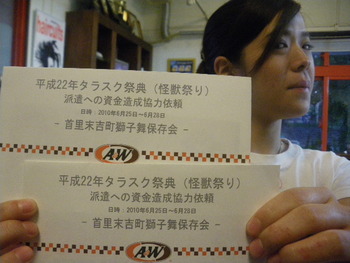 平成22年タラスク祭典（怪獣祭り）
派遣への資金造成協力依頼
日時：2010年6月25日～6月28日
- 首里末吉町獅子舞保存会 -
A&W
平成22年タラスク祭典（怪獣祭り）
派遣への資金造成協力依頼
日時：2010年6月25日～6月28日
- 首里末吉町獅子舞保存会 -
A&W